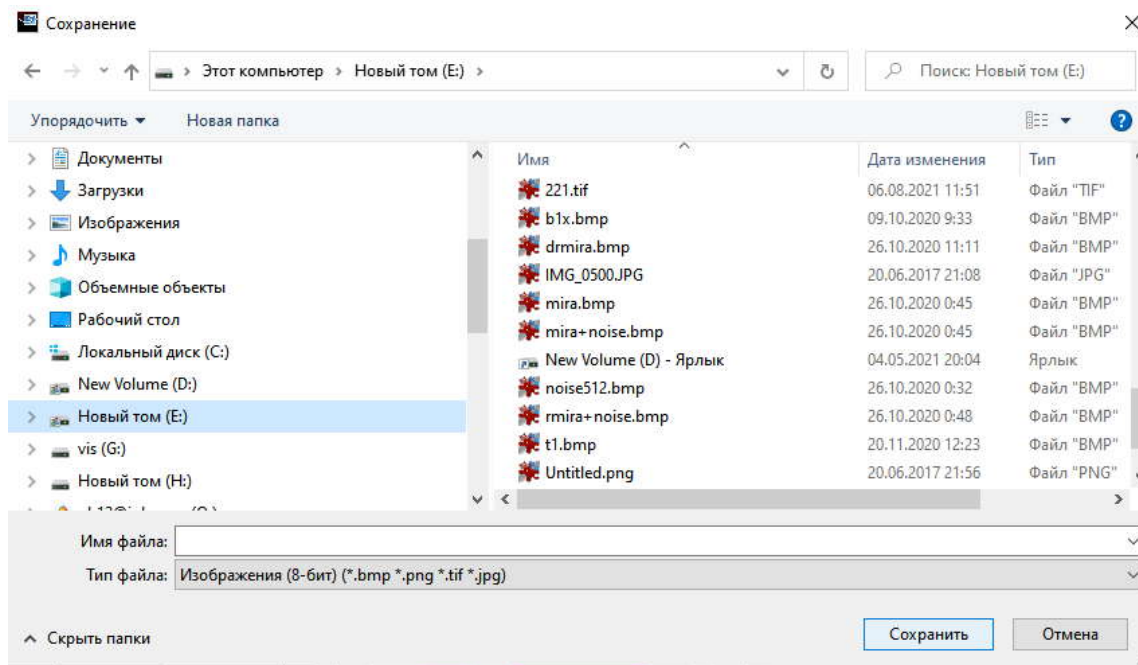 Сохранение
Этот компьютер > Новый том (E:) >
Поиск: Новый том (E:)
Упорядочить
Новая папка
Документы
Загрузки
Изображения
Музыка
Объемные объекты
Рабочий стол
Локальный диск (C:)
New Volume (D:)
Новый том (E:)
vis (G:)
Новый том (H:)
Имя Дата изменения Тип
221.tif 06.08.2021 11:51 Файл "TIF"
b1x.bmp 09.10.2020 9:33 Файл "BMP"
drmira.bmp 26.10.2020 11:11 Файл "BMP"
IMG_0500.JPG 20.06.2017 21:08 Файл "JPG"
mira.bmp 26.10.2020 0:45 Файл "BMP"
mira+noise.bmp 26.10.2020 0:45 Файл "BMP"
New Volume (D) - Ярлык 04.05.2021 20:04 Ярлык
noise512.bmp 26.10.2020 0:32 Файл "BMP"
rmira+noise.bmp 26.10.2020 0:48 Файл "BMP"
t1.bmp 20.11.2020 12:23 Файл "BMP"
Untitled.png 20.06.2017 21:56 Файл "PNG"
Имя файла:
Тип файла: Изображения (8-бит) (*.bmp *.png *.tif *.jpg)
Скрыть папки
Сохранить
Отмена